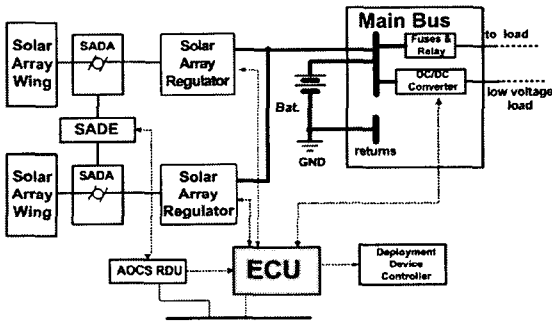 Main Bus
Solar
Array
Wing
SADA
Solar
Array
Regulator
Fuses &
Relay
to load
DC/DC
Converter
low voltage
load
Bat.
SADE
GND
returns
Solar
Array
Wing
SADA
Solar
Array
Regulator
AOCS RDU
ECU
Deployment
Device
Controller